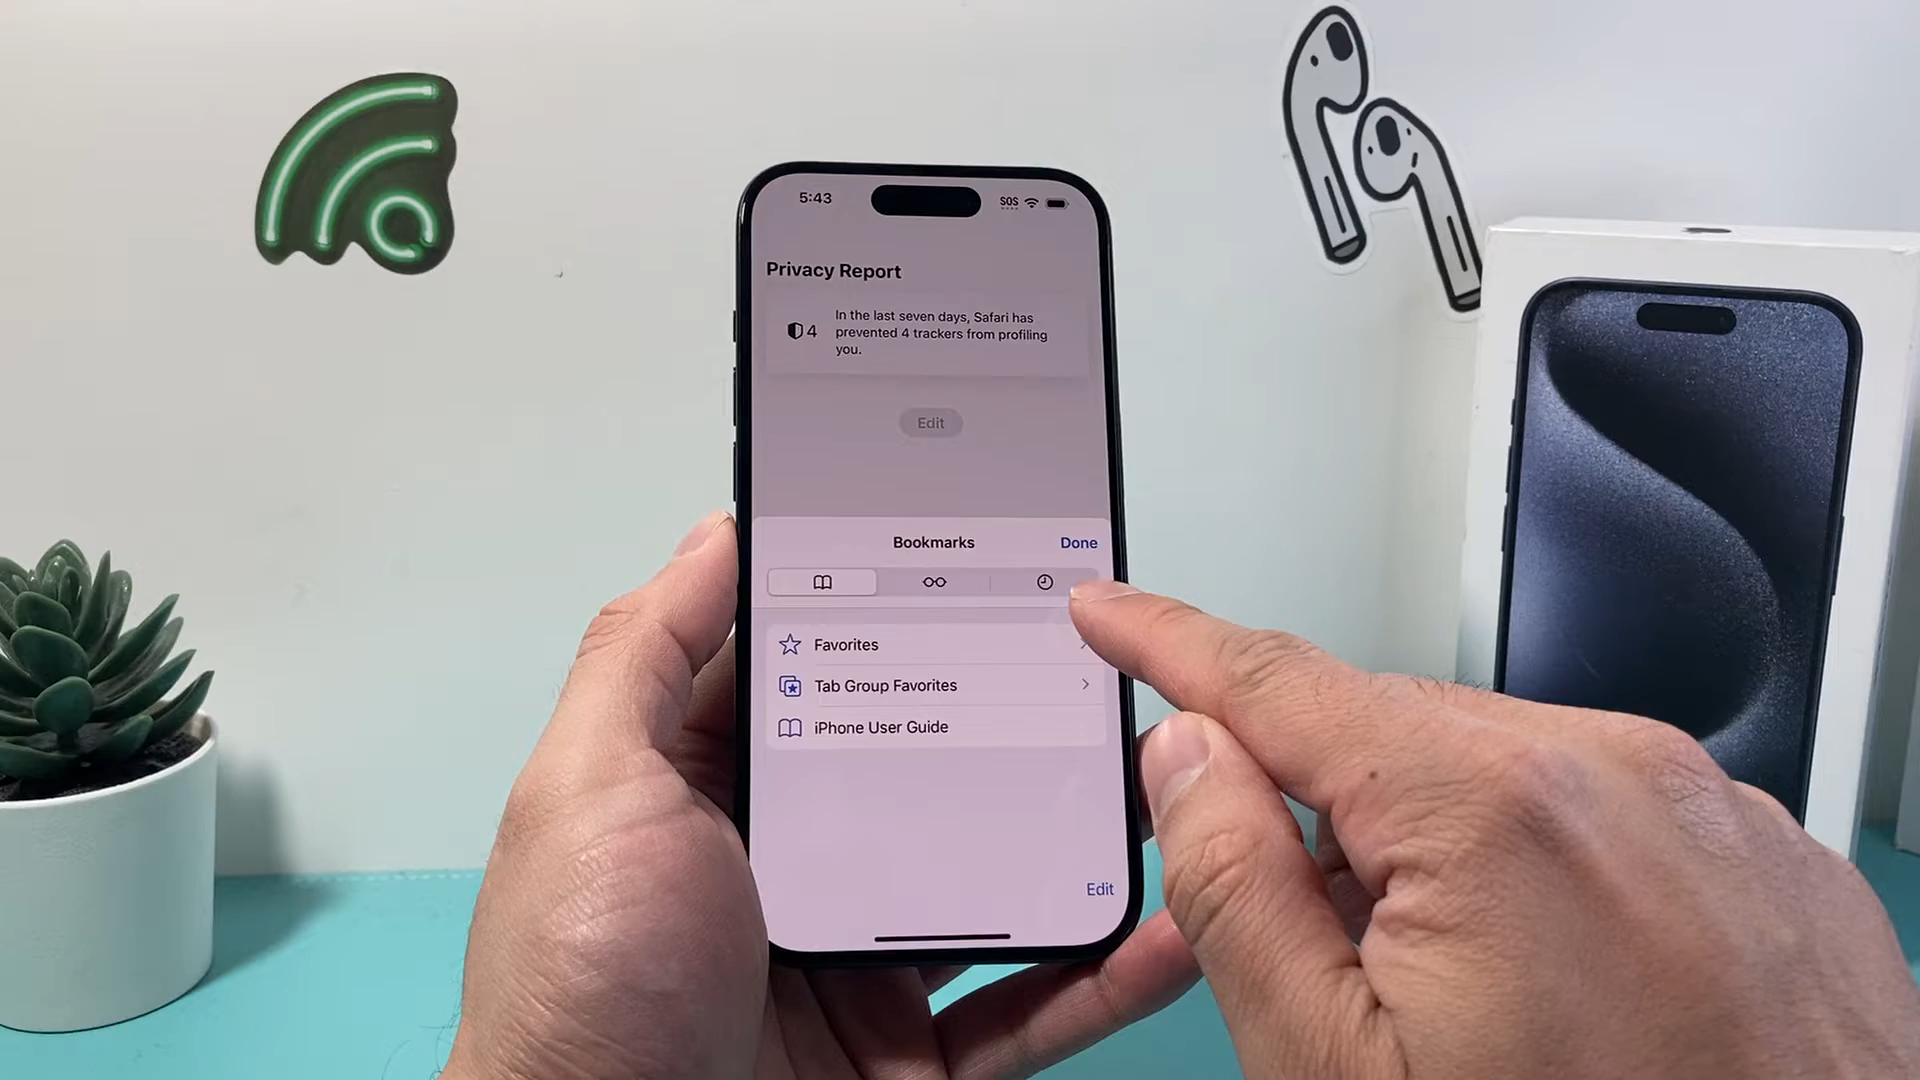 5:43
SOS
Privacy Report
4
In the last seven days, Safari has
prevented 4 trackers from profiling
you.
Edit
Bookmarks
Done
Favorites
Tab Group Favorites
iPhone User Guide
Edit